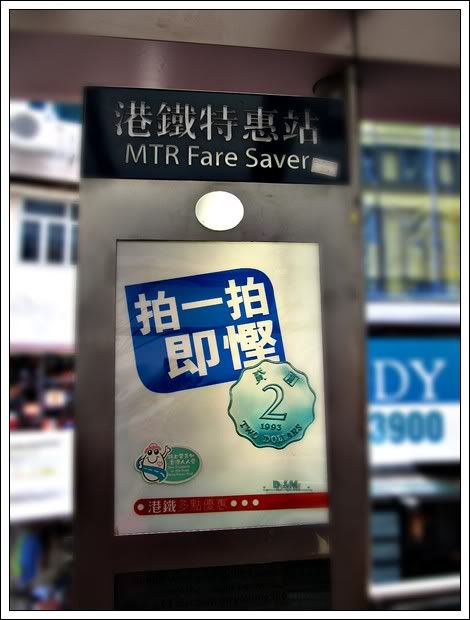 港鐵特惠站
MTR Fare Saver
拍一拍
即慳
貳圓
2
1993
TWO DOLLARS
港鐵多點優惠
DY
3900